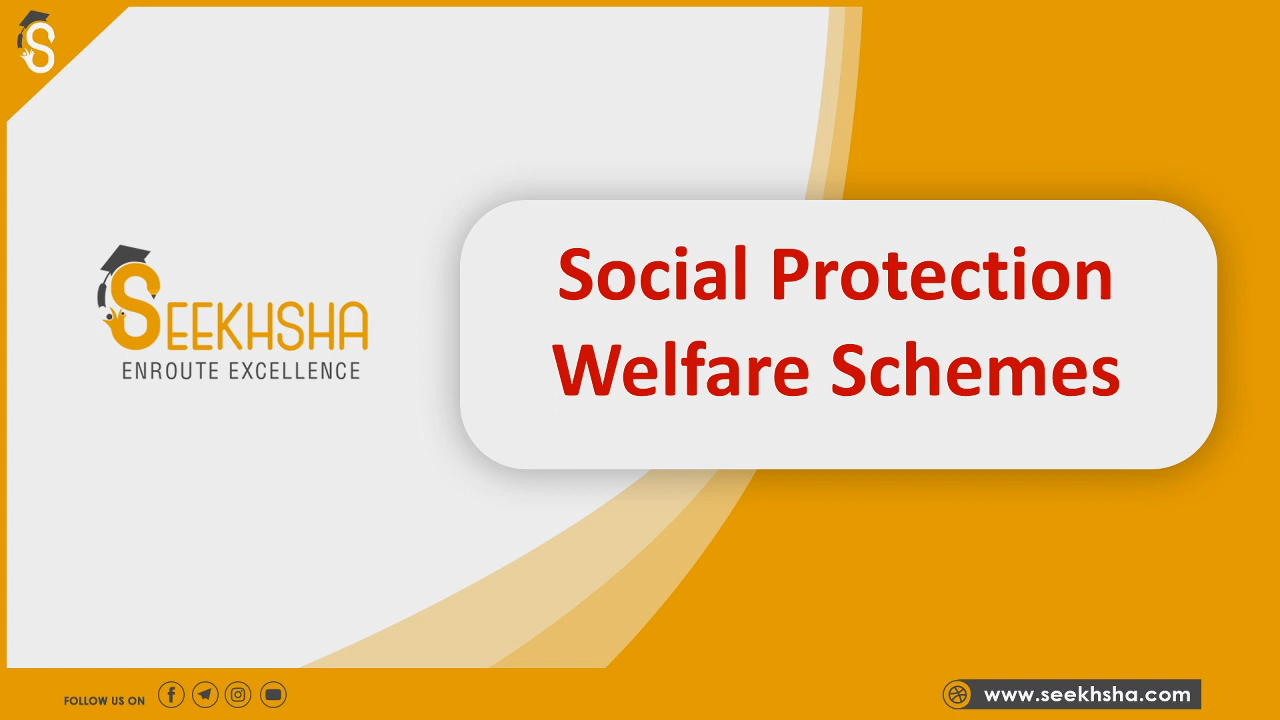 S
SEEKHSHA
ENROUTE EXCELLENCE
Social Protection
Welfare Schemes
FOLLOW US ON
www.seekhsha.com